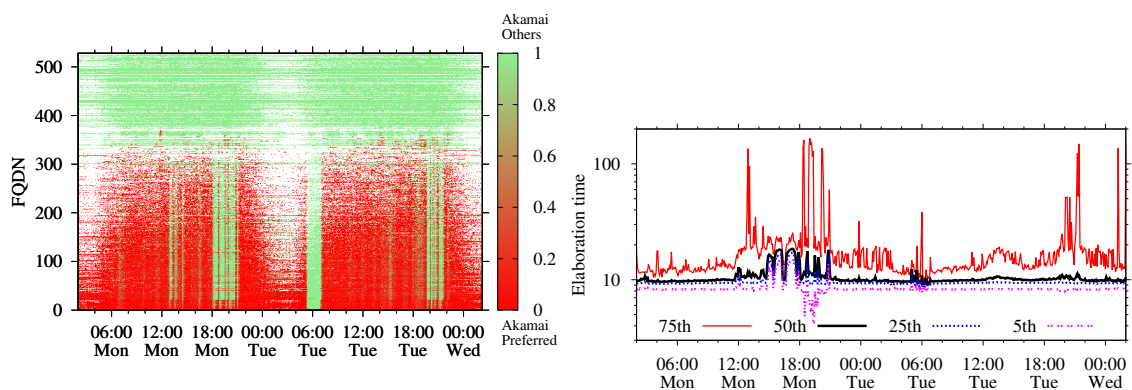 Akamai
Others
500
400
300
200
100
0
FQDN
06:00 12:00 18:00 00:00 06:00 12:00 18:00 00:00
Mon Mon Mon Tue Tue Tue Tue Wed
1
0.8
0.6
0.4
0.2
0
Akamai
Preferred
100
10
Elaboration time
75th 50th 25th 5th
06:00 12:00 18:00 00:00 06:00 12:00 18:00 00:00
Mon Mon Mon Tue Tue Tue Tue Wed